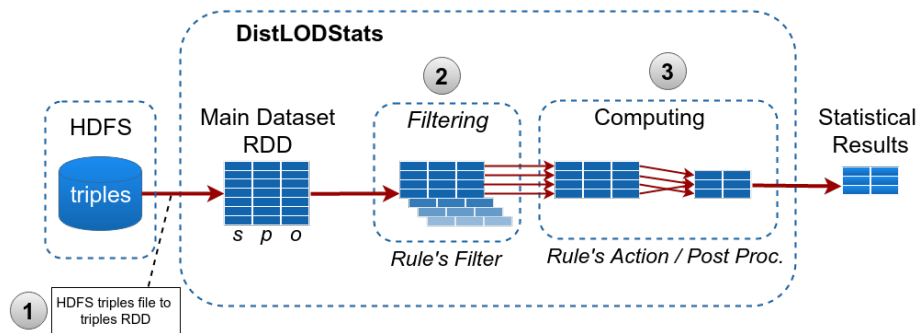 DistLODStats
2
3
HDFS
Main Dataset
RDD
Filtering
Computing
Statistical
Results
triples
s p o
Rule's Filter
Rule's Action / Post Proc.
1
HDFS triples file to
triples RDD